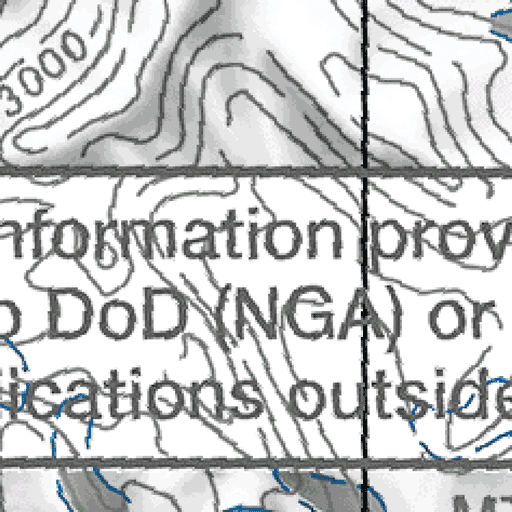 3000
nformation prov
o DoD (NGA) or
ications outside